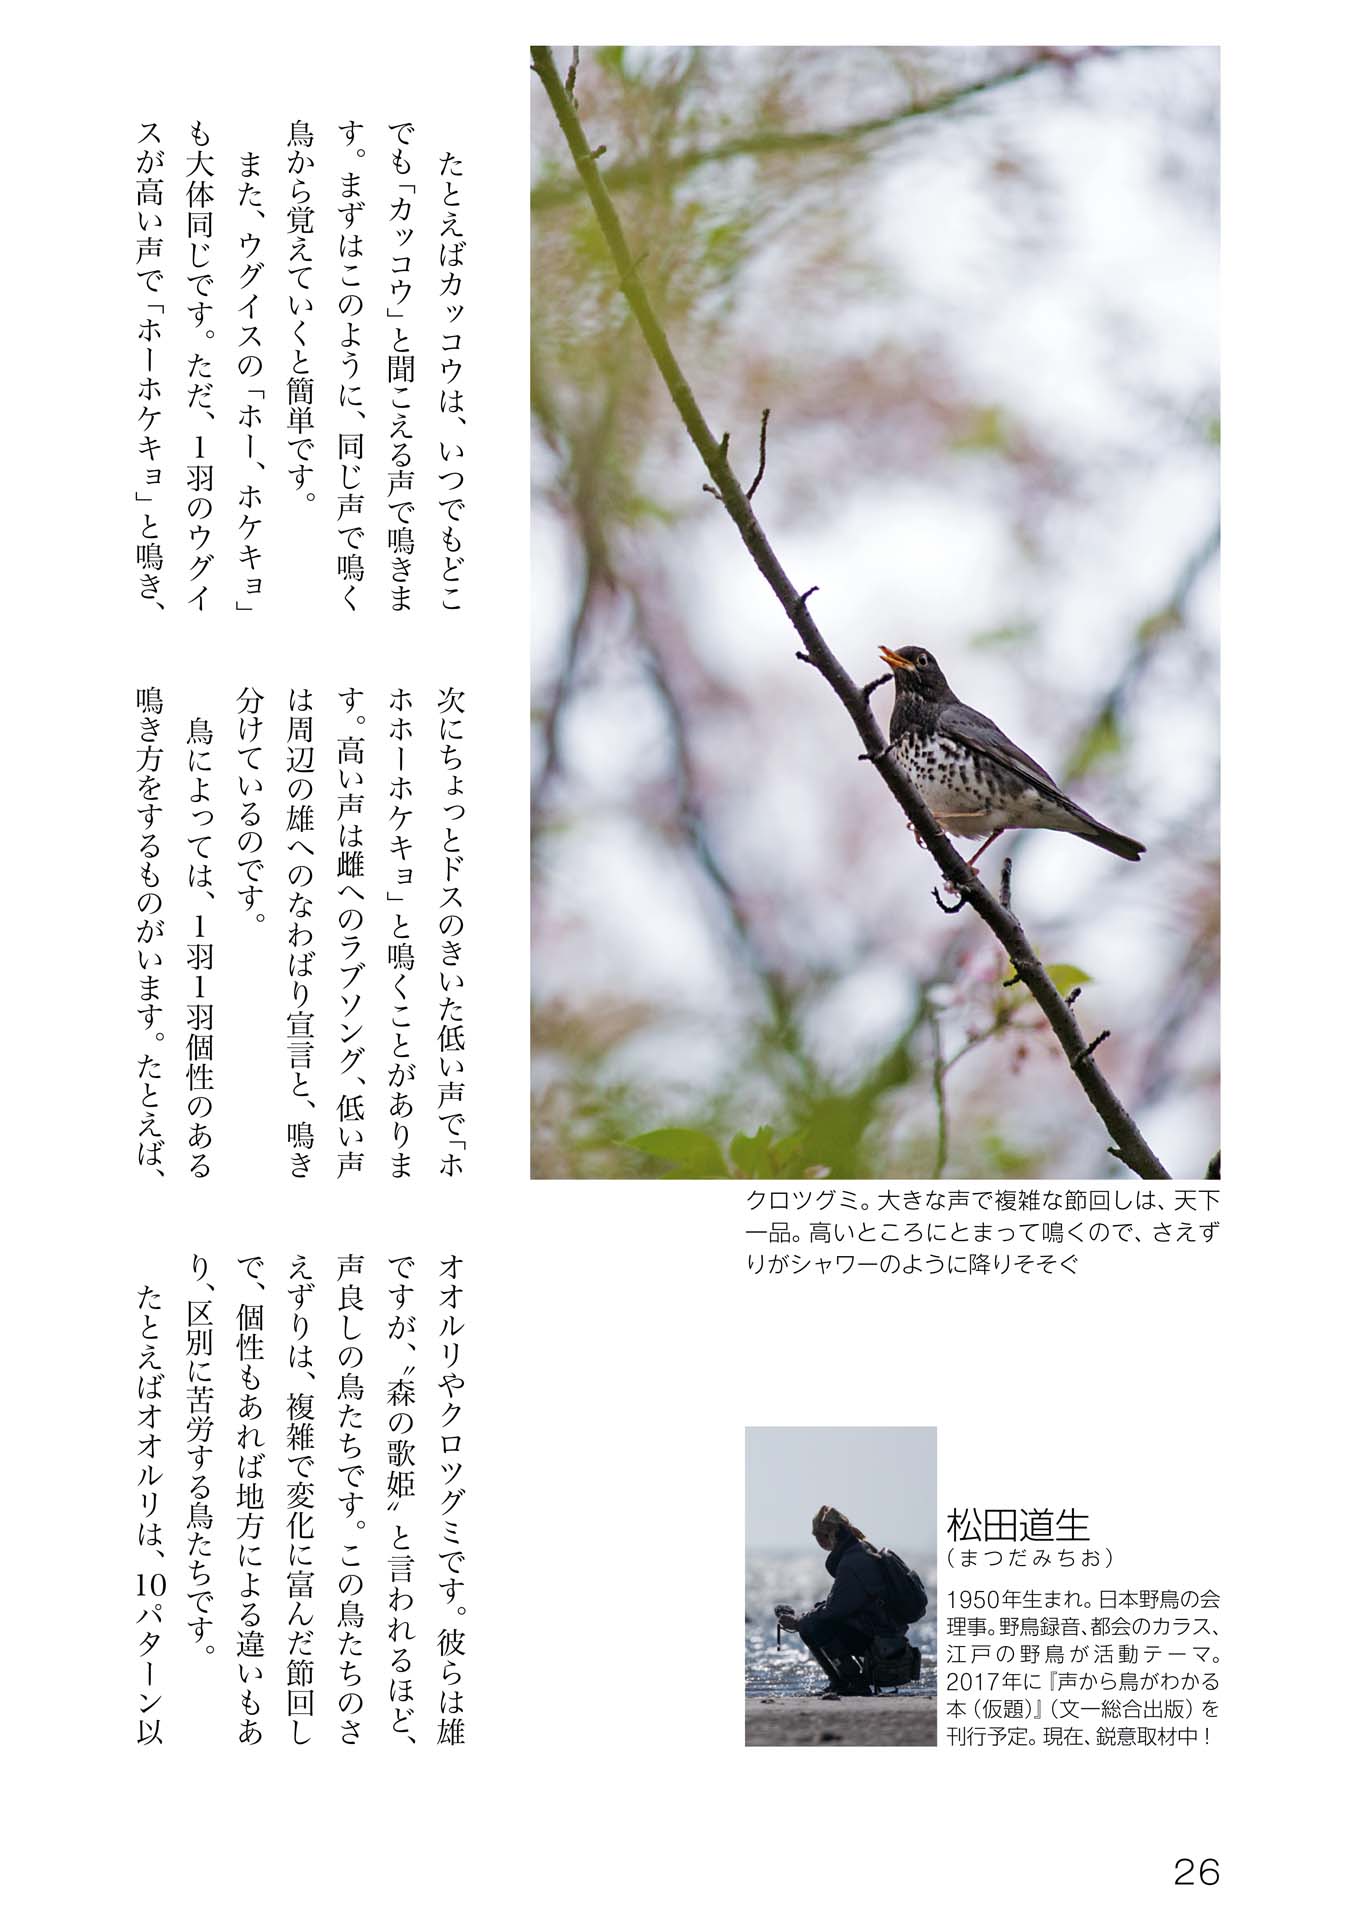 たとえばカッコウは、いつでもどこ
でも「カッコウ」と聞こえる声で鳴きま
す。まずはこのように、同じ声で鳴く
鳥から覚えていくと簡単です。
また、ウグイスの「ホー、ホケキョ」
も大体同じです。ただ、1羽のウグイ
スが高い声で「ホーホケキョ」と鳴き、
次にちょっとドスのきいた低い声で「ホ
ホホーホケキョ」と鳴くことがありま
す。高い声は雌へのラブソング、低い声
は周辺の雄へのなわばり宣言と、鳴き
分けているのです。
鳥によっては、1羽1羽個性のある
鳴き方をするものがいます。たとえば、
オオルリやクロツグミです。彼らは雄
ですが、〝森の歌姫〟と言われるほど、
声良しの鳥たちです。この鳥たちのさ
えずりは、複雑で変化に富んだ節回し
で、個性もあれば地方による違いもあ
り、区別に苦労する鳥たちです。
たとえばオオルリは、10パターン以
クロツグミ。大きな声で複雑な節回しは、天下
一品。高いところにとまって鳴くので、さえず
りがシャワーのように降りそそぐ
松田道生
（まつだみちお）
1950年生まれ。日本野鳥の会
理事。野鳥録音、都会のカラス、
江戸の野鳥が活動テーマ。
2017年に『声から鳥がわかる
本（仮題）』（文一総合出版）を
刊行予定。現在、鋭意取材中！
26